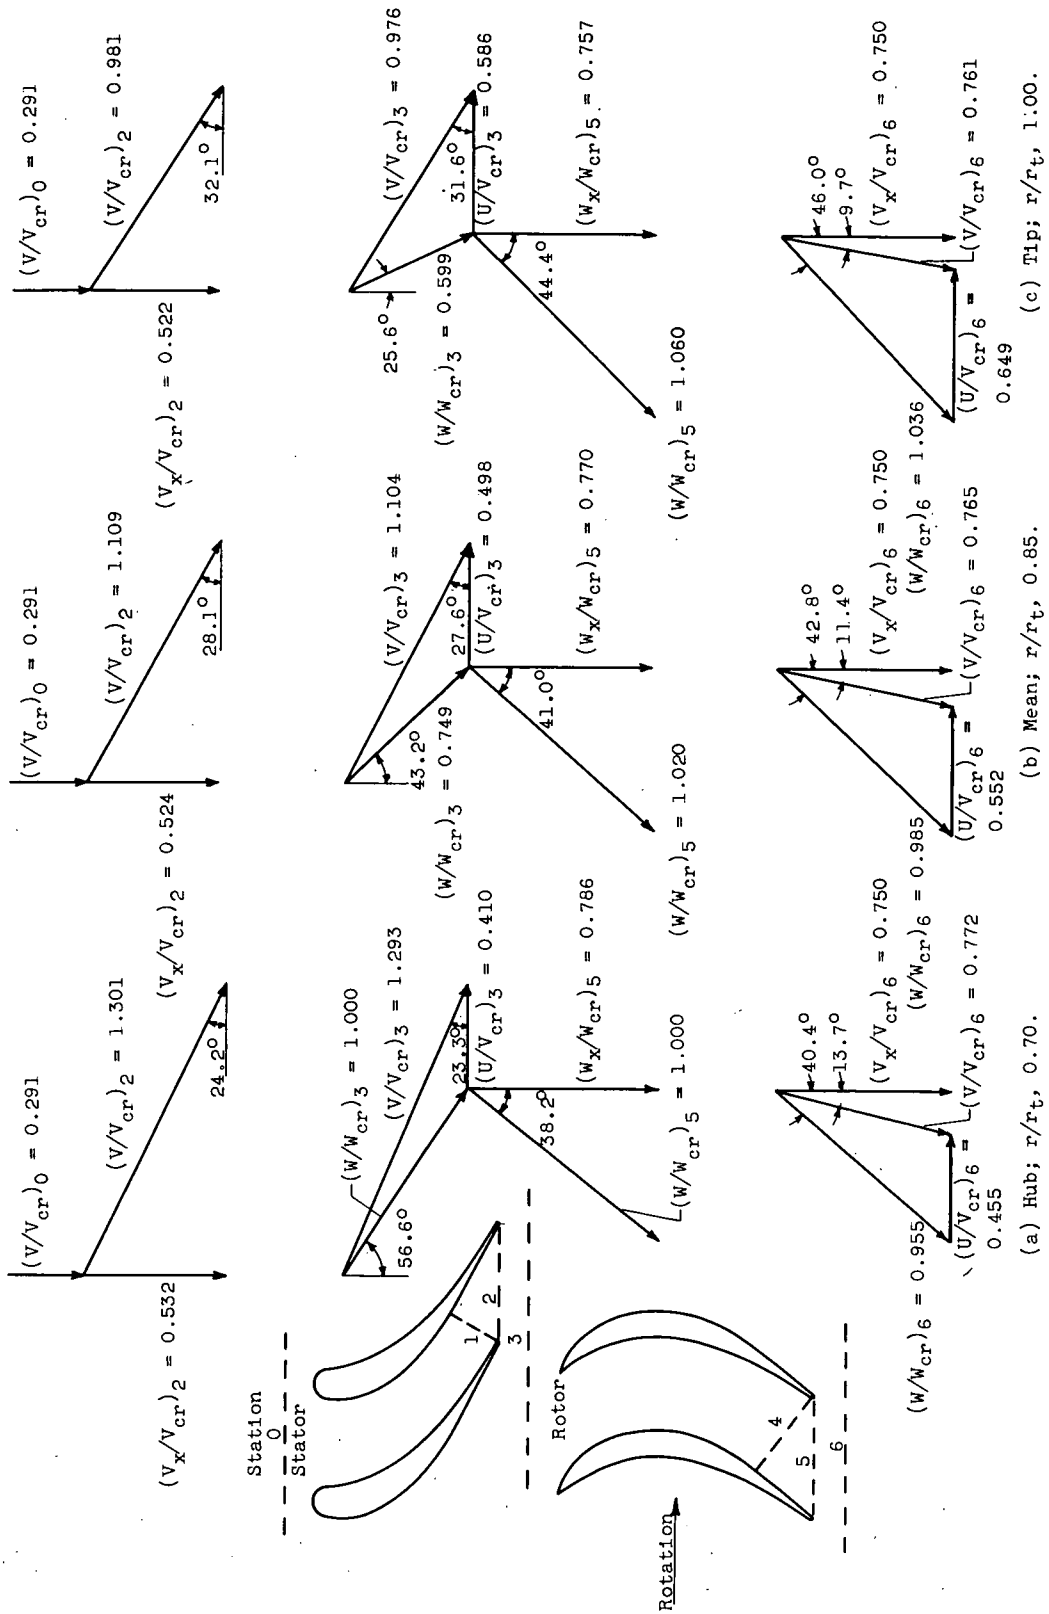 (V/Vcr)0 = 0.291
(V/Vcr)2 = 1.301
24.2°
(Vx/Vcr)2 = 0.532
(V/Vcr)0 = 0.291
(V/Vcr)2 = 1.109
28.1°
(Vx/Vcr)2 = 0.524
(V/Vcr)0 = 0.291
(V/Vcr)2 = 0.981
32.1°
(Vx/Vcr)2 = 0.522
Station
0
Stator
1
2
3
Rotor
4
5
6
Rotation
56.6°
(W/Wcr)3 = 1.000
(V/Vcr)3 = 1.293
23.3°
(U/Vcr)3 = 0.410
(Wx/Wcr)5 = 0.786
38.2°
(W/Wcr)5 = 1.000
43.2°
(W/Wcr)3 = 0.749
(V/Vcr)3 = 1.104
27.6°
(U/Vcr)3 = 0.498
(Wx/Wcr)5 = 0.770
41.0°
(W/Wcr)5 = 1.020
25.6°
(W/Wcr)3 = 0.599
(V/Vcr)3 = 0.976
31.6°
(U/Vcr)3 = 0.586
(Wx/Wcr)5 = 0.757
44.4°
(W/Wcr)5 = 1.060
40.4°
13.7°
(Vx/Vcr)6 = 0.750
(W/Wcr)6 = 0.955
(V/Vcr)6 = 0.772
(U/Vcr)6 =
0.455
(a) Hub; r/rt, 0.70.
42.8°
11.4°
(Vx/Vcr)6 = 0.750
(W/Wcr)6 = 0.985
(V/Vcr)6 = 0.765
(U/Vcr)6 =
0.552
(b) Mean; r/rt, 0.85.
46.0°
9.7°
(Vx/Vcr)6 = 0.750
(W/Wcr)6 = 1.036
(V/Vcr)6 = 0.761
(U/Vcr)6 =
0.649
(c) Tip; r/rt, 1.00.